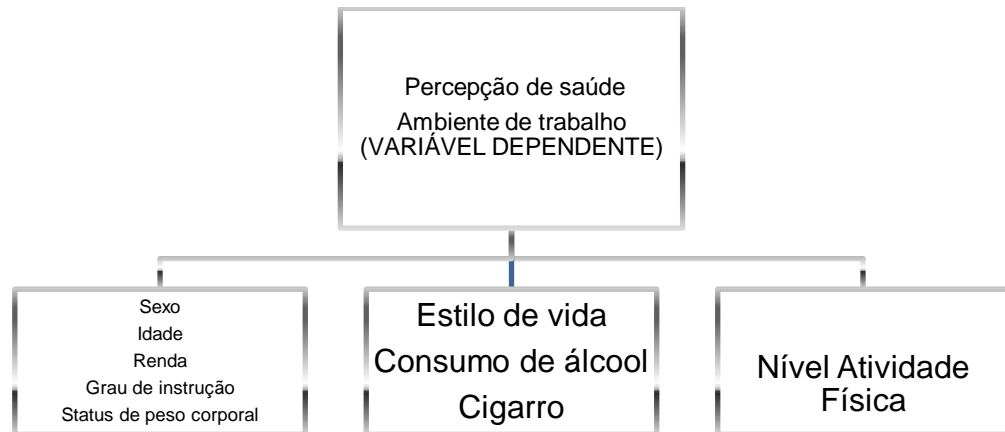 Percepção de saúde
Ambiente de trabalho
(VARIÁVEL DEPENDENTE)
Sexo
Idade
Renda
Grau de instrução
Status de peso corporal
Estilo de vida
Consumo de álcool
Cigarro
Nível Atividade
Física